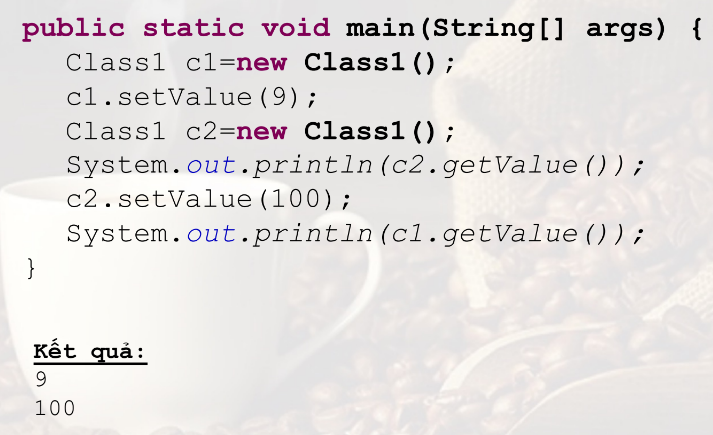 public static void main(String[] args) {
Class1 c1=new Class1();
c1.setValue(9);
Class1 c2=new Class1();
System.out.println(c2.getValue());
c2.setValue(100);
System.out.println(c1.getValue());
}
Kết quả:
9
100